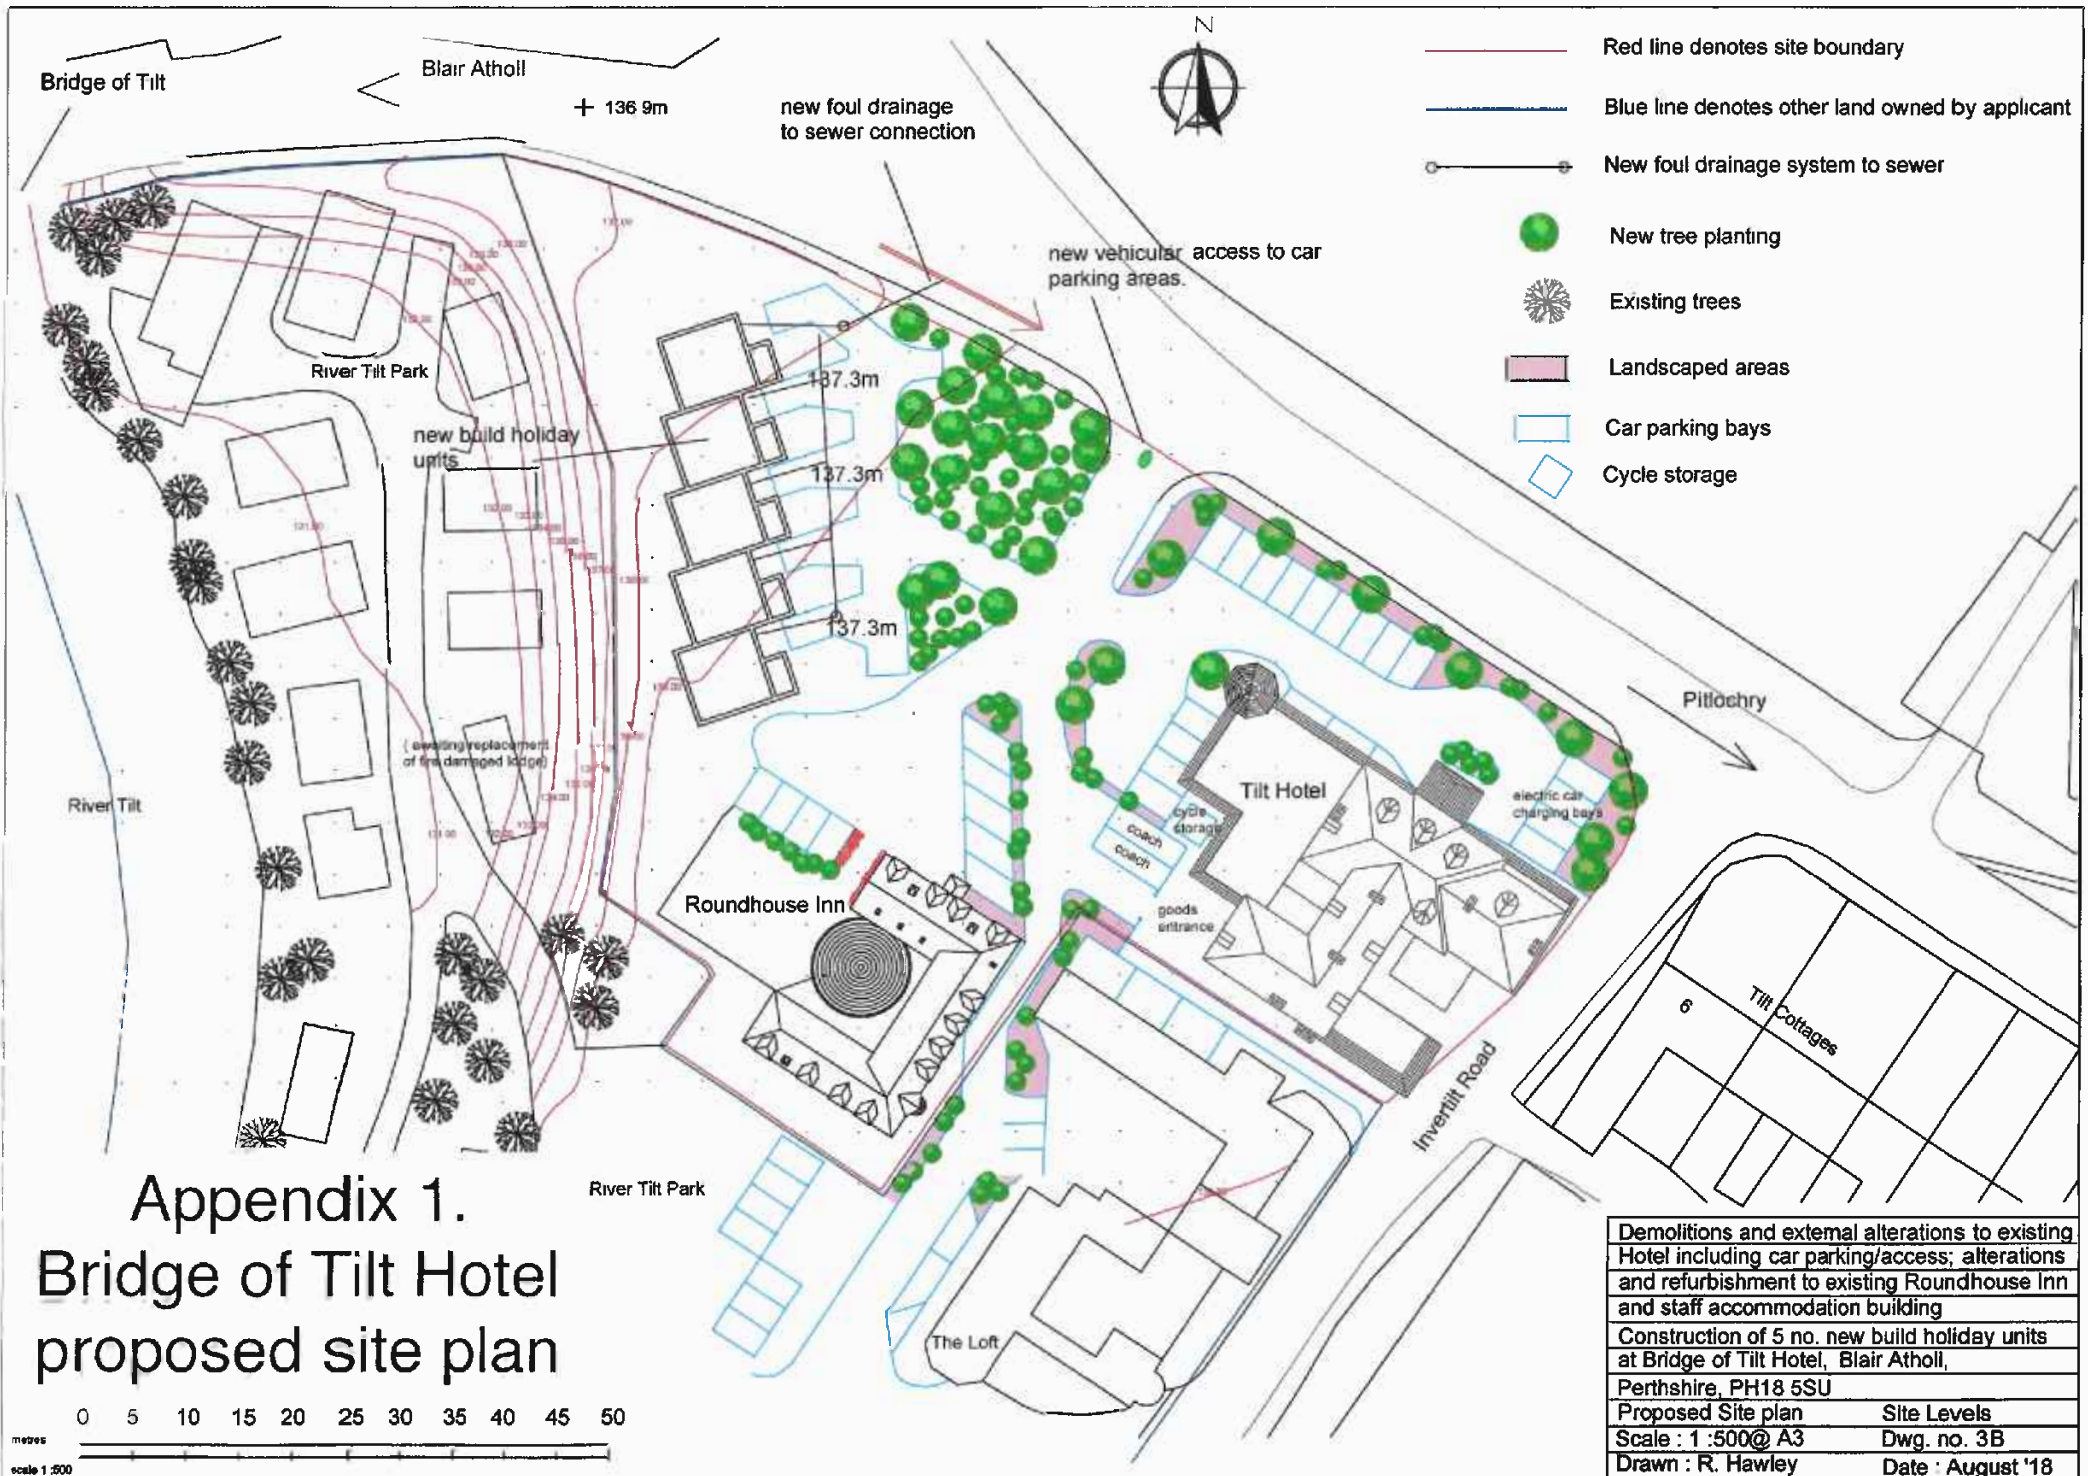 N
Bridge of Tilt
Blair Atholl
136 9m
new foul drainage
to sewer connection
new vehicular access to car
parking areas.
Red line denotes site boundary
Blue line denotes other land owned by applicant
New foul drainage system to sewer
New tree planting
Existing trees
Landscaped areas
Car parking bays
Cycle storage
River Tilt Park
new build holiday
units
137.3m
137.3m
137.3m
( awaiting replacement
of fire damaged lodge)
River Tilt
Pitlochry
Tilt Hotel
electric car
charging bays
cycle
storage
coach
coach
goods
entrance
Roundhouse Inn
6
Tilt Cottages
Invertilt Road
River Tilt Park
The Loft
Appendix 1.
Bridge of Tilt Hotel
proposed site plan
0 5 10 15 20 25 30 35 40 45 50
metres
scale 1 :500
Demolitions and external alterations to existing
Hotel including car parking/access; alterations
and refurbishment to existing Roundhouse Inn
and staff accommodation building
Construction of 5 no. new build holiday units
at Bridge of Tilt Hotel, Blair Atholl,
Perthshire, PH18 5SU
Proposed Site plan Site Levels
Scale : 1 :500@ A3 Dwg. no. 3B
Drawn : R. Hawley Date : August '18